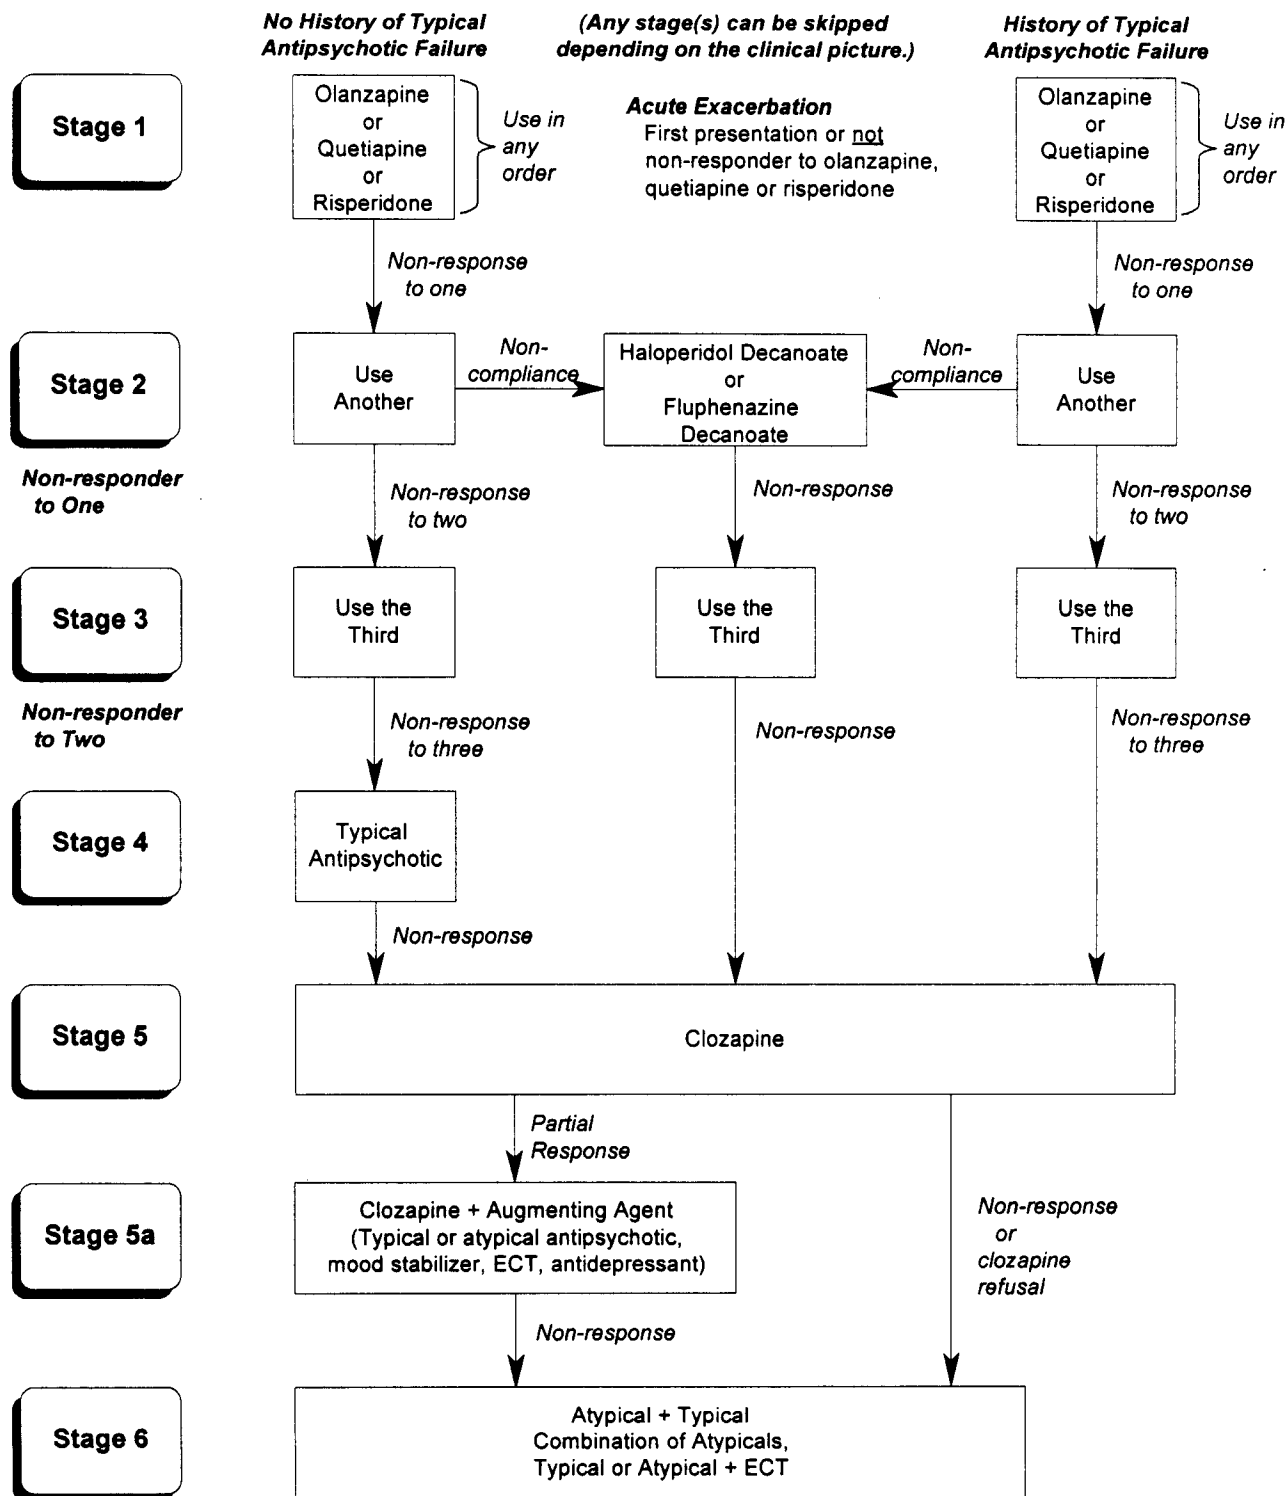 No History of Typical
Antipsychotic Failure
(Any stage(s) can be skipped
depending on the clinical picture.)
History of Typical
Antipsychotic Failure
Stage 1
Olanzapine
or
Quetiapine
or
Risperidone
Use in
any
order
Acute Exacerbation
First presentation or not
non-responder to olanzapine,
quetiapine or risperidone
Olanzapine
or
Quetiapine
or
Risperidone
Use in
any
order
Non-response
to one
Non-response
to one
Stage 2
Use
Another
Non-
compliance
Haloperidol Decanoate
or
Fluphenazine
Decanoate
Non-
compliance
Use
Another
Non-responder
to One
Non-response
to two
Non-response
Non-response
to two
Stage 3
Use the
Third
Use the
Third
Use the
Third
Non-responder
to Two
Non-response
to three
Non-response
Non-response
to three
Stage 4
Typical
Antipsychotic
Non-response
Stage 5
Clozapine
Partial
Response
Stage 5a
Clozapine + Augmenting Agent
(Typical or atypical antipsychotic,
mood stabilizer, ECT, antidepressant)
Non-response
or
clozapine
refusal
Non-response
Stage 6
Atypical + Typical
Combination of Atypicals,
Typical or Atypical + ECT